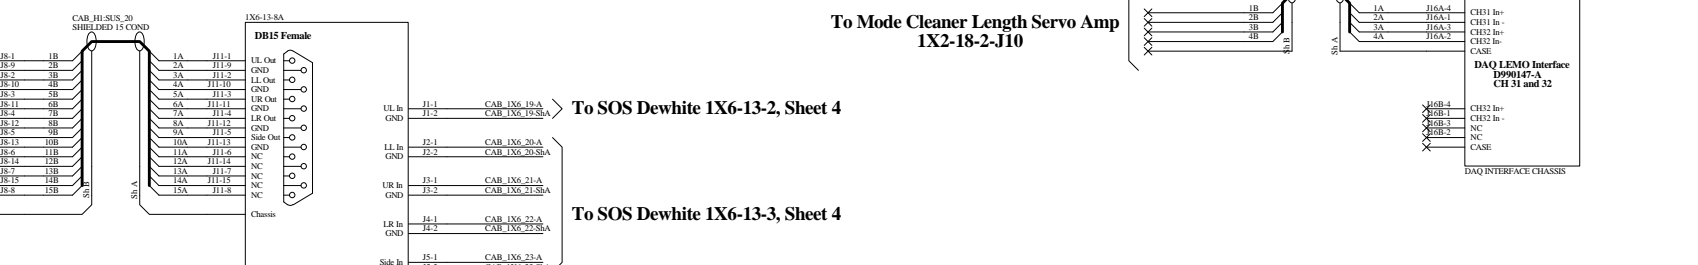 CAB_H1:SUS_20
SHIELDED 15 COND
J8-1 1B 1A J11-1
J8-9 2B 2A J11-9
J8-2 3B 3A J11-2
J8-10 4B 4A J11-10
J8-3 5B 5A J11-3
J8-11 6B 6A J11-11
J8-4 7B 7A J11-4
J8-12 8B 8A J11-12
J8-5 9B 9A J11-5
J8-13 10B 10A J11-13
J8-6 11B 11A J11-6
J8-14 12B 12A J11-14
J8-7 13B 13A J11-7
J8-15 14B 14A J11-15
J8-8 15B 15A J11-8
Sh B
Sh A
1X6-13-8A
DB15 Female
UL Out
GND
LL Out
GND
UR Out
GND
LR Out
GND
Side Out
GND
NC
NC
NC
NC
NC
Chassis
UL In J1-1 CAB_1X6_19-A
GND J1-2 CAB_1X6_19-ShA
To SOS Dewhite 1X6-13-2, Sheet 4
LL In J2-1 CAB_1X6_20-A
GND J2-2 CAB_1X6_20-ShA
UR In J3-1 CAB_1X6_21-A
GND J3-2 CAB_1X6_21-ShA
LR In J4-1 CAB_1X6_22-A
GND J4-2 CAB_1X6_22-ShA
Side In J5-1 CAB_1X6_23-A
To SOS Dewhite 1X6-13-3, Sheet 4
To Mode Cleaner Length Servo Amp
1X2-18-2-J10
1B
2B
3B
4B
Sh B
Sh A
1A J16A-4 CH31 In+
2A J16A-1 CH31 In -
3A J16A-3 CH32 In+
4A J16A-2 CH32 In-
CASE
DAQ LEMO Interface
D990147-A
CH 31 and 32
J16B-4 CH32 In+
J16B-1 CH32 In -
J16B-3 NC
J16B-2 NC
CASE
DAQ INTERFACE CHASSIS